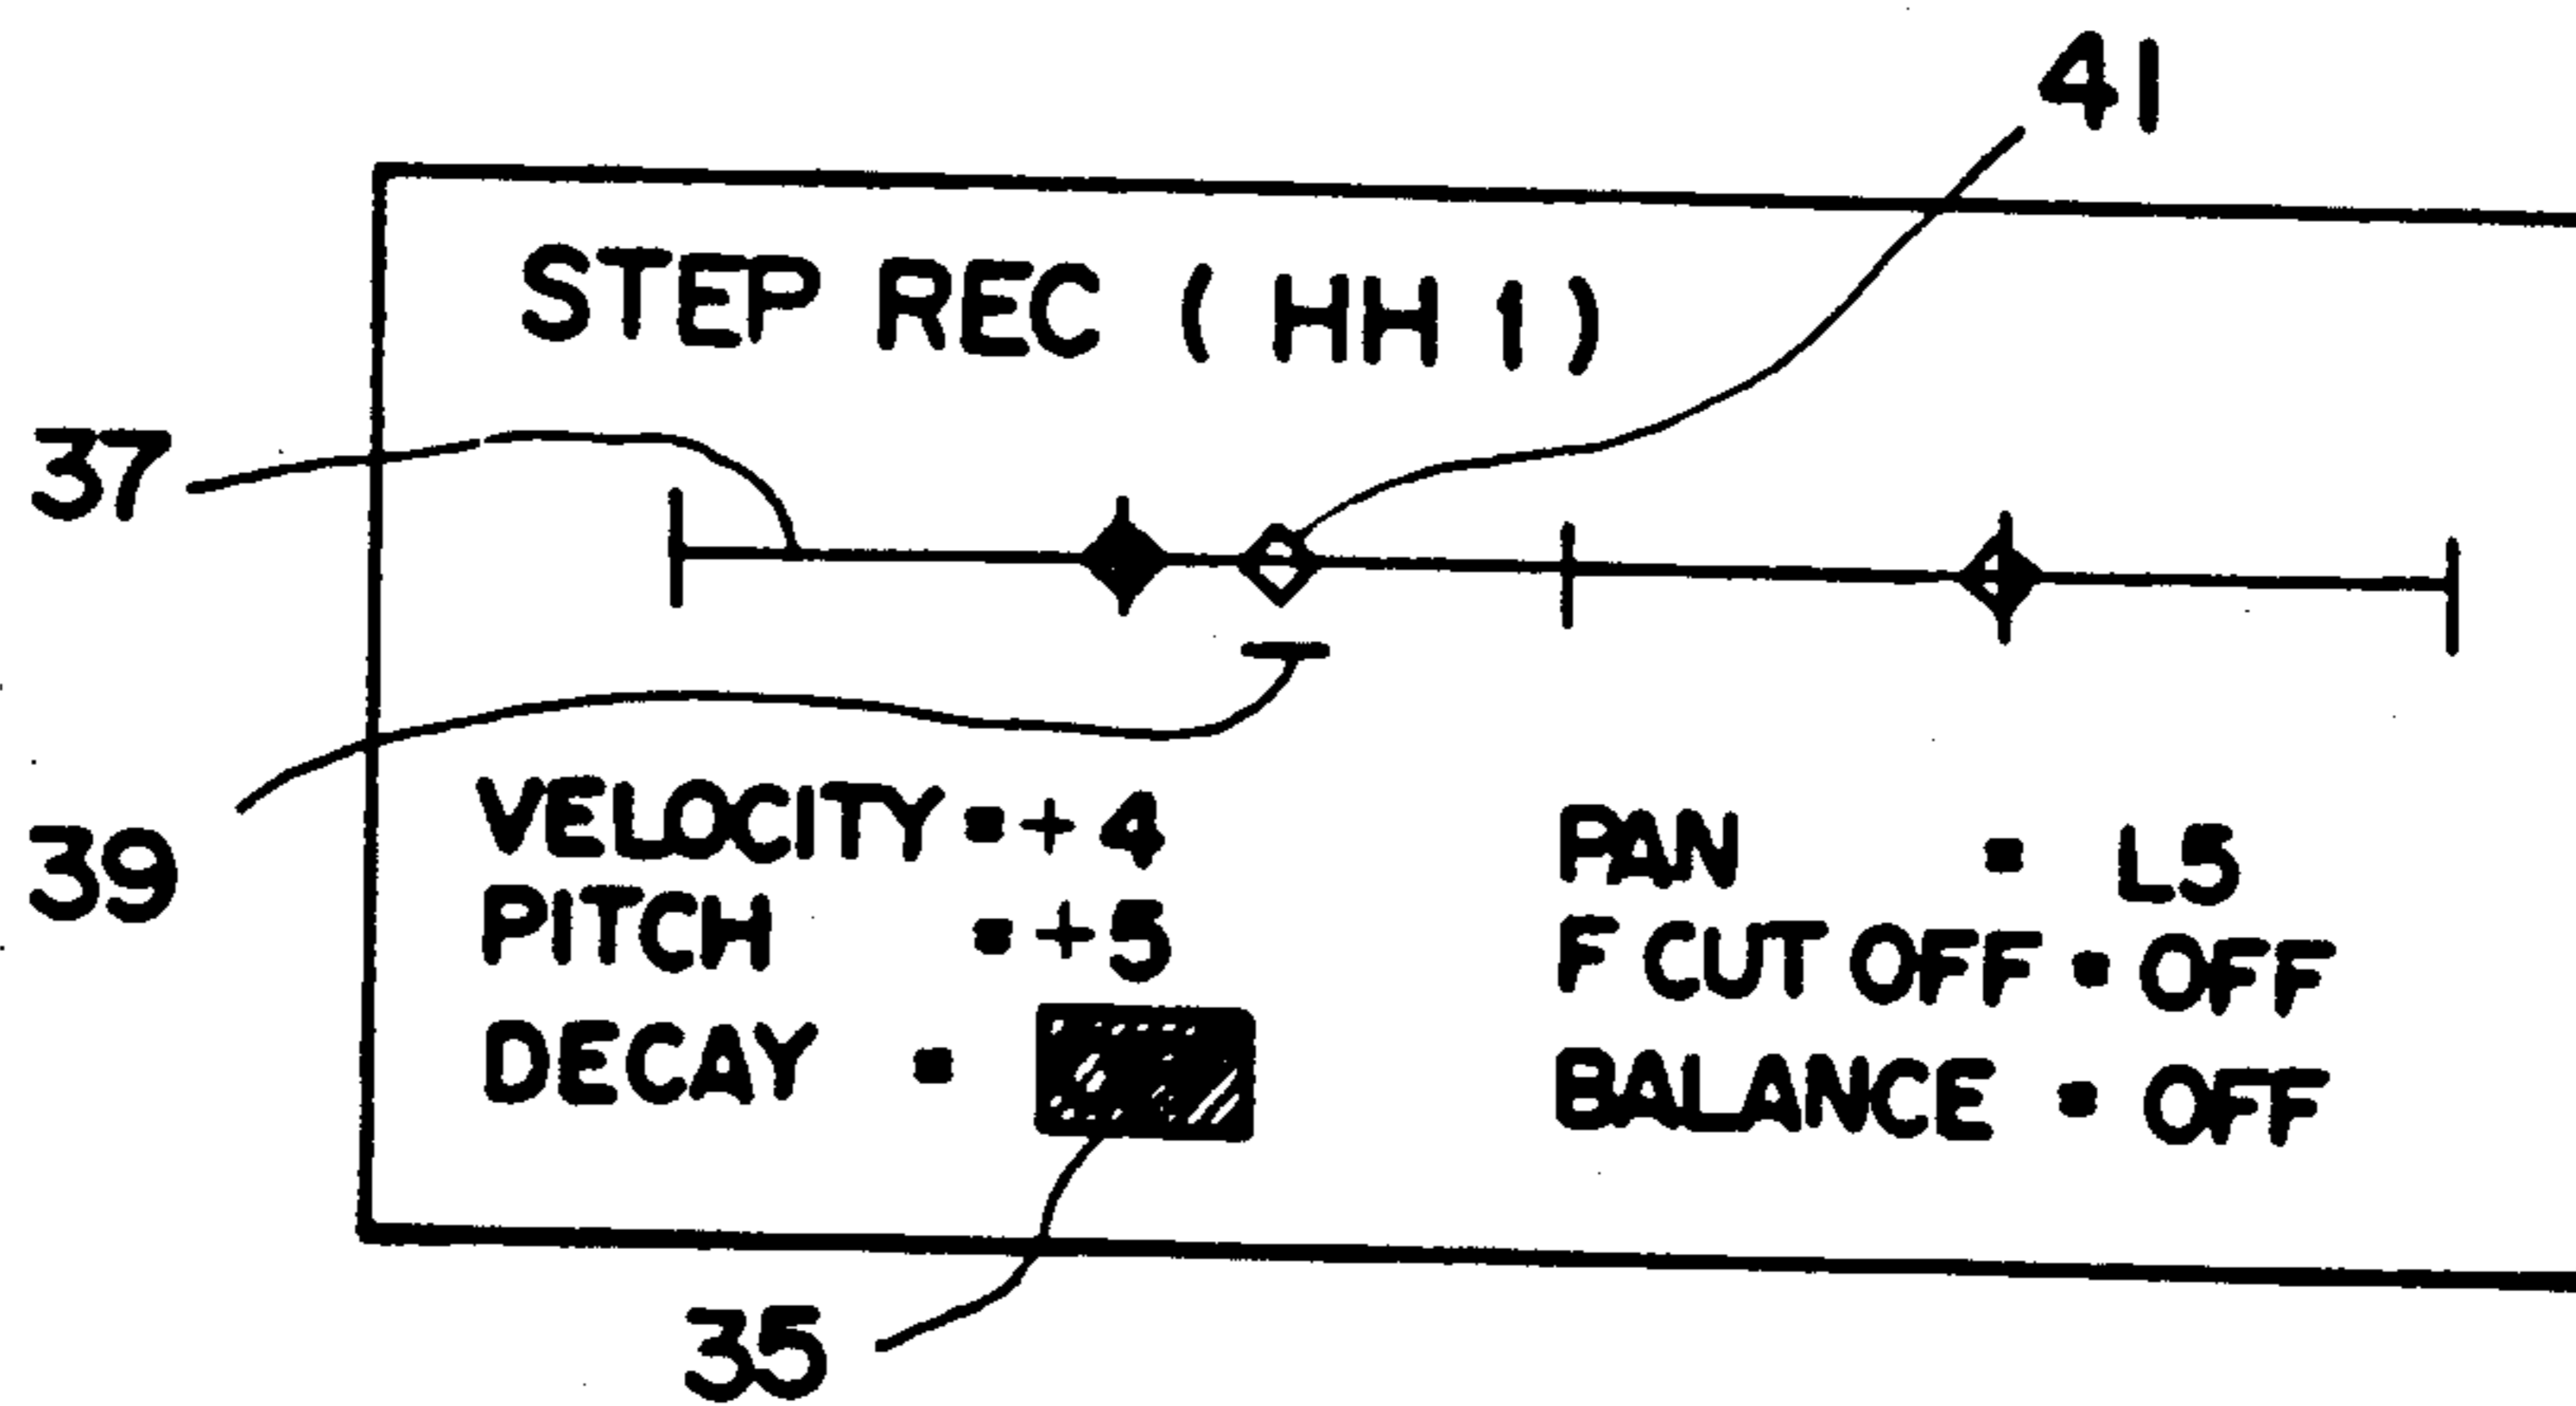 41
STEP REC ( HH 1 )
37
39
VELOCITY = + 4 PAN = L5
PITCH = + 5 F CUT OFF = OFF
DECAY = BALANCE = OFF
35